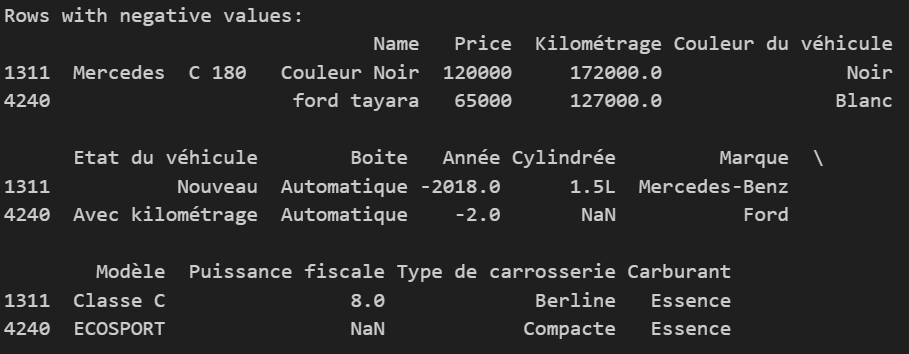 Rows with negative values:
Name Price Kilométrage Couleur du véhicule
1311 Mercedes C 180 Couleur Noir 120000 172000.0 Noir
4240 ford tayara 65000 127000.0 Blanc
Etat du véhicule Boite Année Cylindrée Marque \
1311 Nouveau Automatique -2018.0 1.5L Mercedes-Benz
4240 Avec kilométrage Automatique -2.0 NaN Ford
Modèle Puissance fiscale Type de carrosserie Carburant
1311 Classe C 8.0 Berline Essence
4240 ECOSPORT NaN Compacte Essence